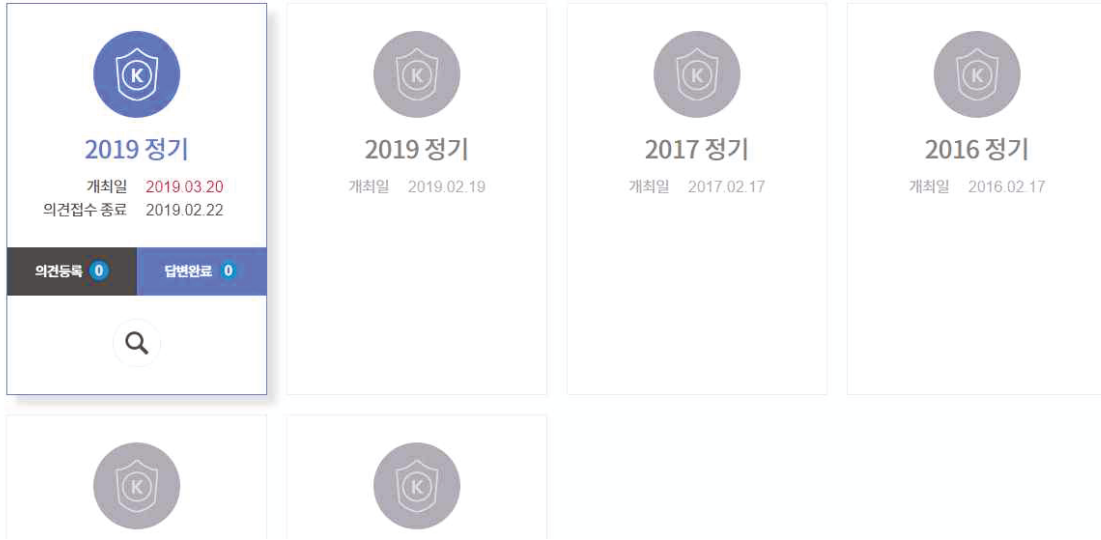 K
2019 정기
개최일 2019.03.20
의견접수 종료 2019.02.22
의견등록 0
답변완료 0
K
2019 정기
개최일 2019.02.19
K
2017 정기
개최일 2017.02.17
K
2016 정기
개최일 2016.02.17
K
K